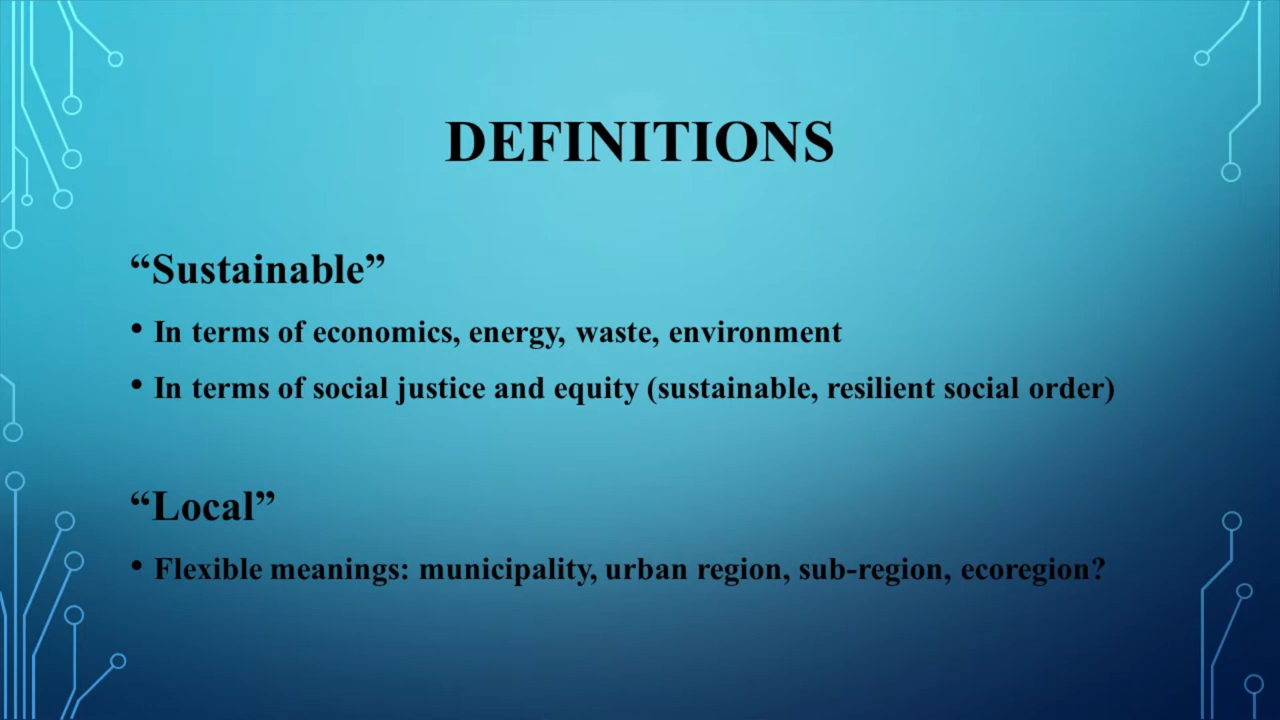 DEFINITIONS
“Sustainable”
• In terms of economics, energy, waste, environment
• In terms of social justice and equity (sustainable, resilient social order)
“Local”
• Flexible meanings: municipality, urban region, sub-region, ecoregion?